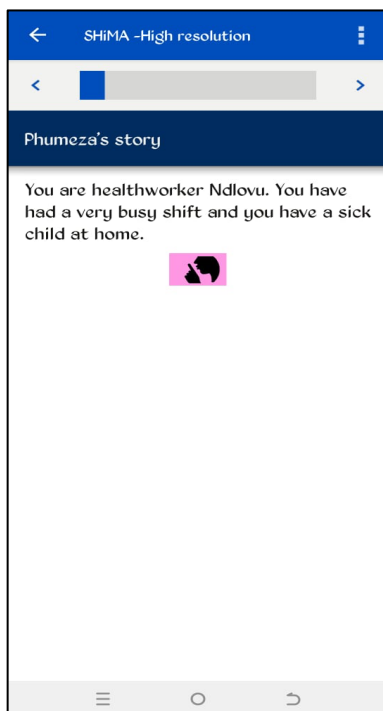 SHiMA -High resolution
Phumeza's story
You are healthworker Ndlovu. You have
had a very busy shift and you have a sick
child at home.